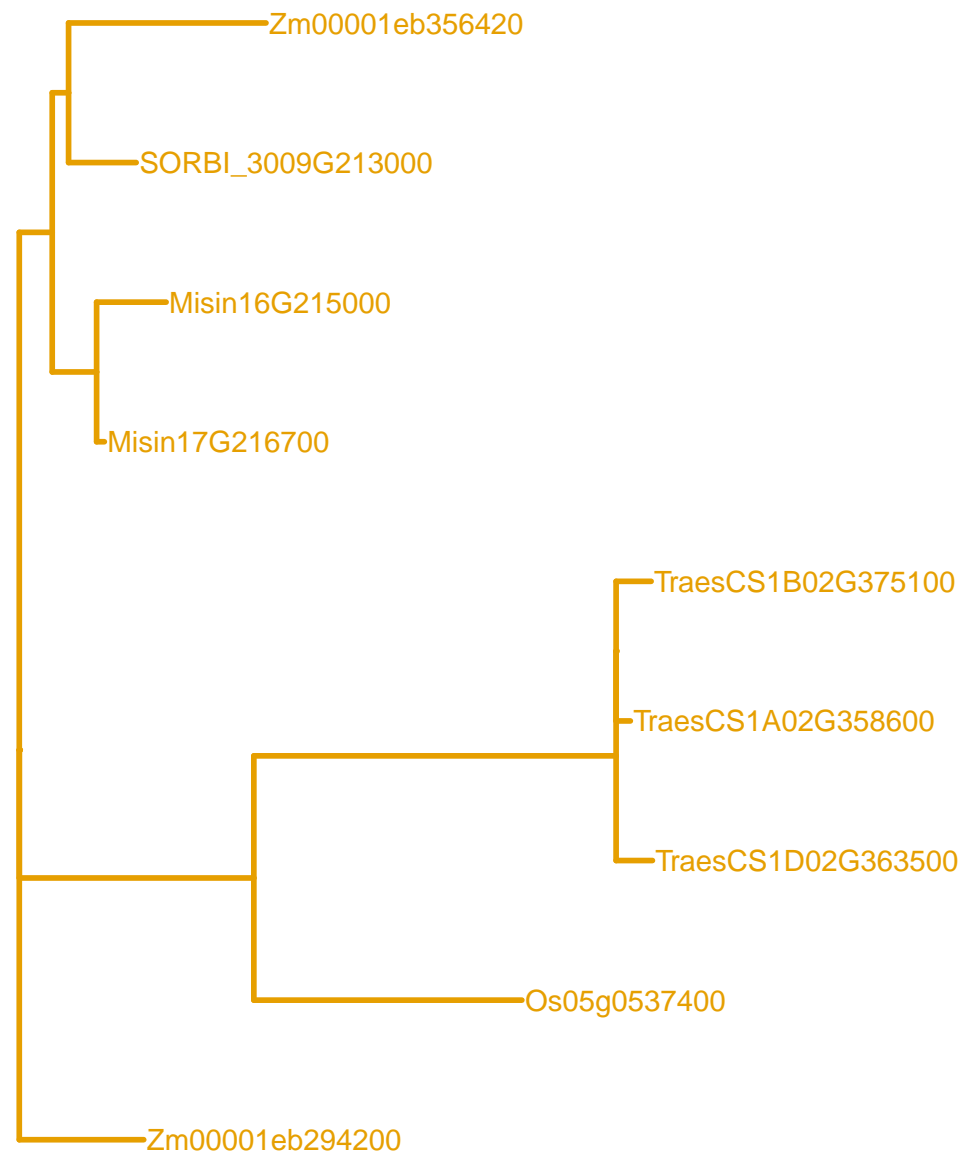 Zm00001eb356420
SORBI_3009G213000
Misin16G215000
Misin17G216700
TraesCS1B02G375100
TraesCS1A02G358600
TraesCS1D02G363500
Os05g0537400
Zm00001eb294200